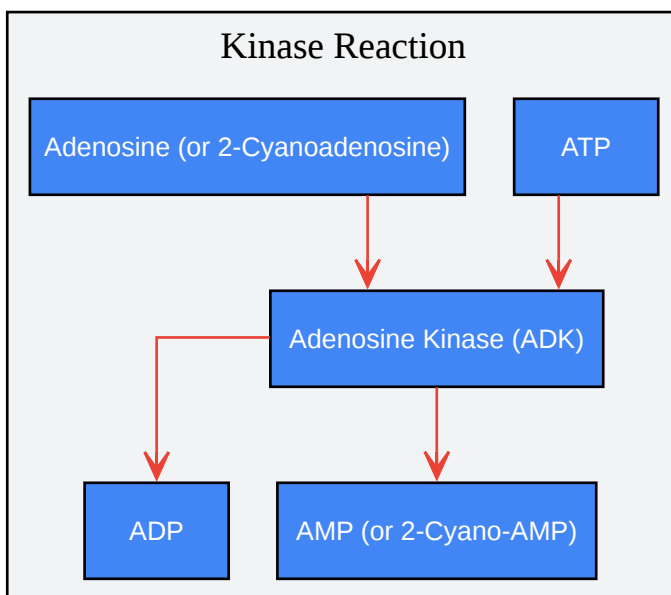 Kinase Reaction
Adenosine (or 2-Cyanoadenosine)
ATP
Adenosine Kinase (ADK)
ADP
AMP (or 2-Cyano-AMP)